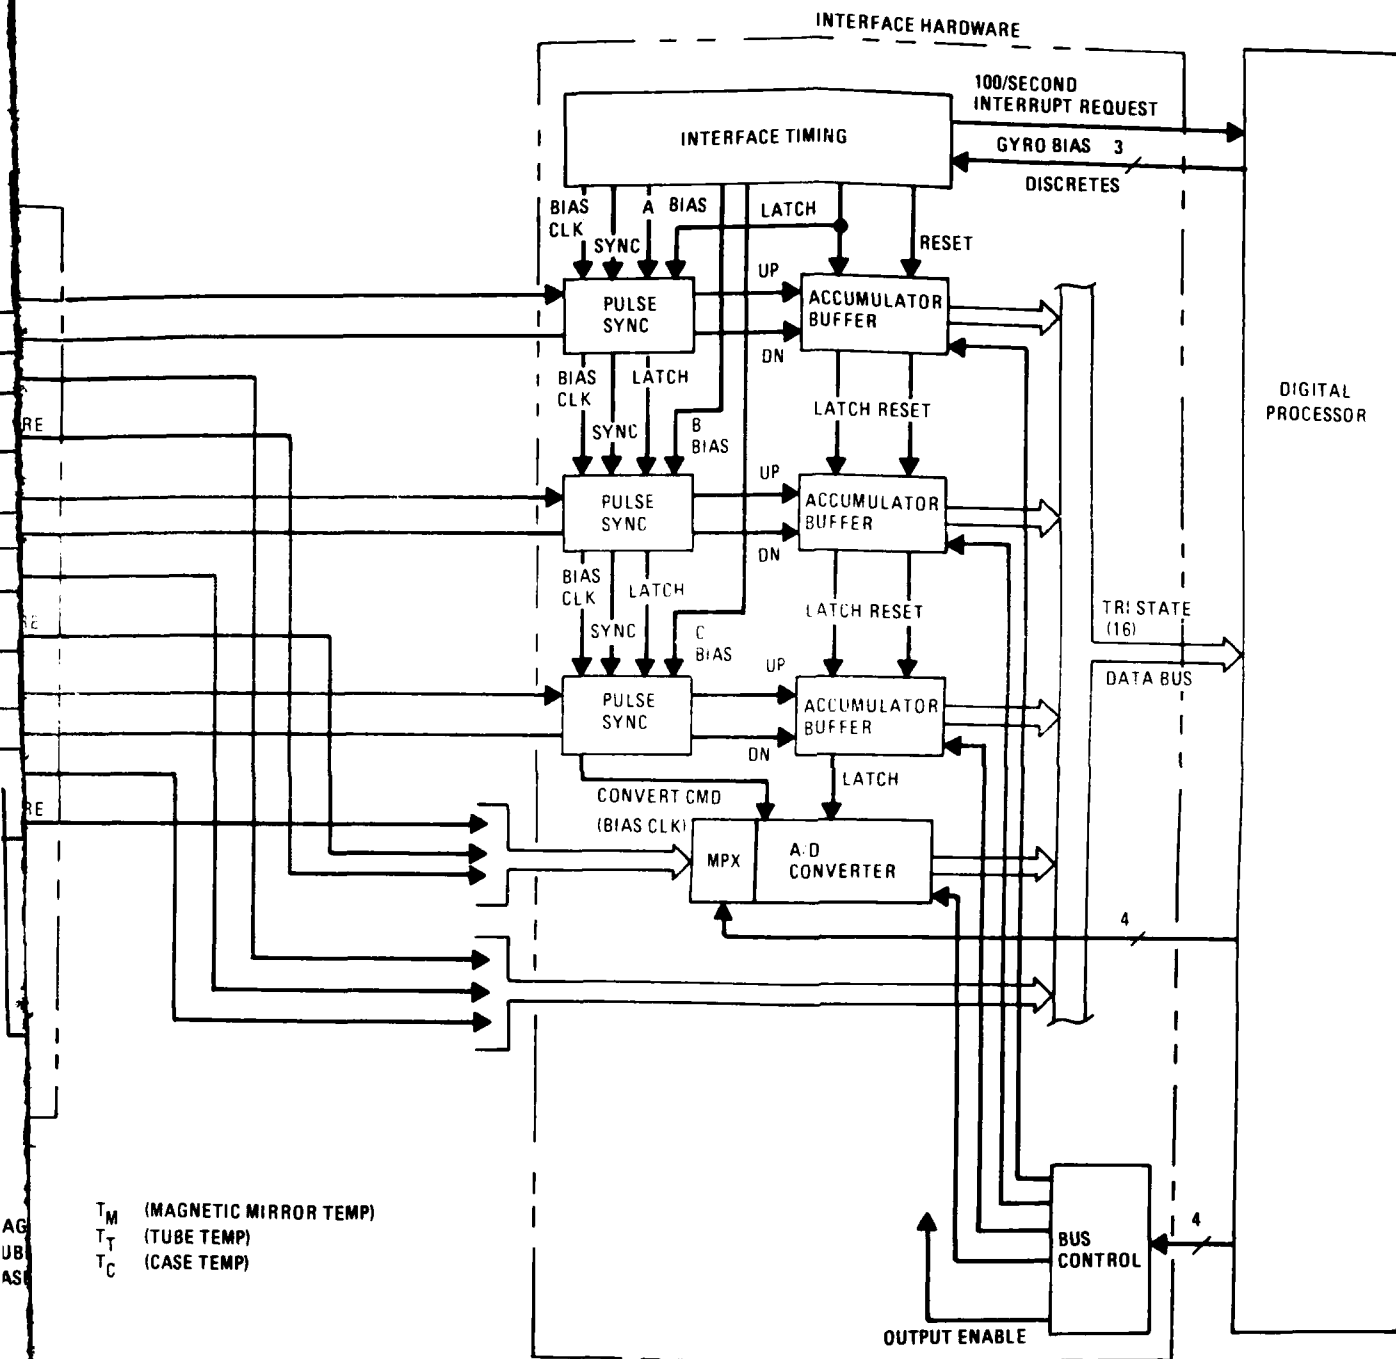 INTERFACE HARDWARE
100/SECOND
INTERRUPT REQUEST
INTERFACE TIMING
GYRO BIAS 3
DISCRETES
BIAS
CLK
SYNC
A BIAS
LATCH
RESET
PULSE
SYNC
UP
DN
ACCUMULATOR
BUFFER
DIGITAL
PROCESSOR
BIAS
CLK
SYNC
LATCH
B
BIAS
LATCH RESET
RE
PULSE
SYNC
UP
DN
ACCUMULATOR
BUFFER
BIAS
CLK
SYNC
LATCH
C
BIAS
LATCH RESET
RE
TRI STATE
(16)
DATA BUS
PULSE
SYNC
UP
DN
ACCUMULATOR
BUFFER
LATCH
CONVERT CMD
(BIAS CLK)
RE
MPX
A/D
CONVERTER
4
T_M (MAGNETIC MIRROR TEMP)
T_T (TUBE TEMP)
T_C (CASE TEMP)
AG
UB
AS
BUS
CONTROL
4
OUTPUT ENABLE